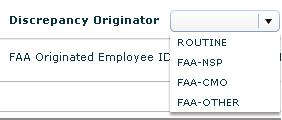 Discrepancy Originator
ROUTINE
FAA Originated Employee ID
FAA-NSP
FAA-CMO
FAA-OTHER